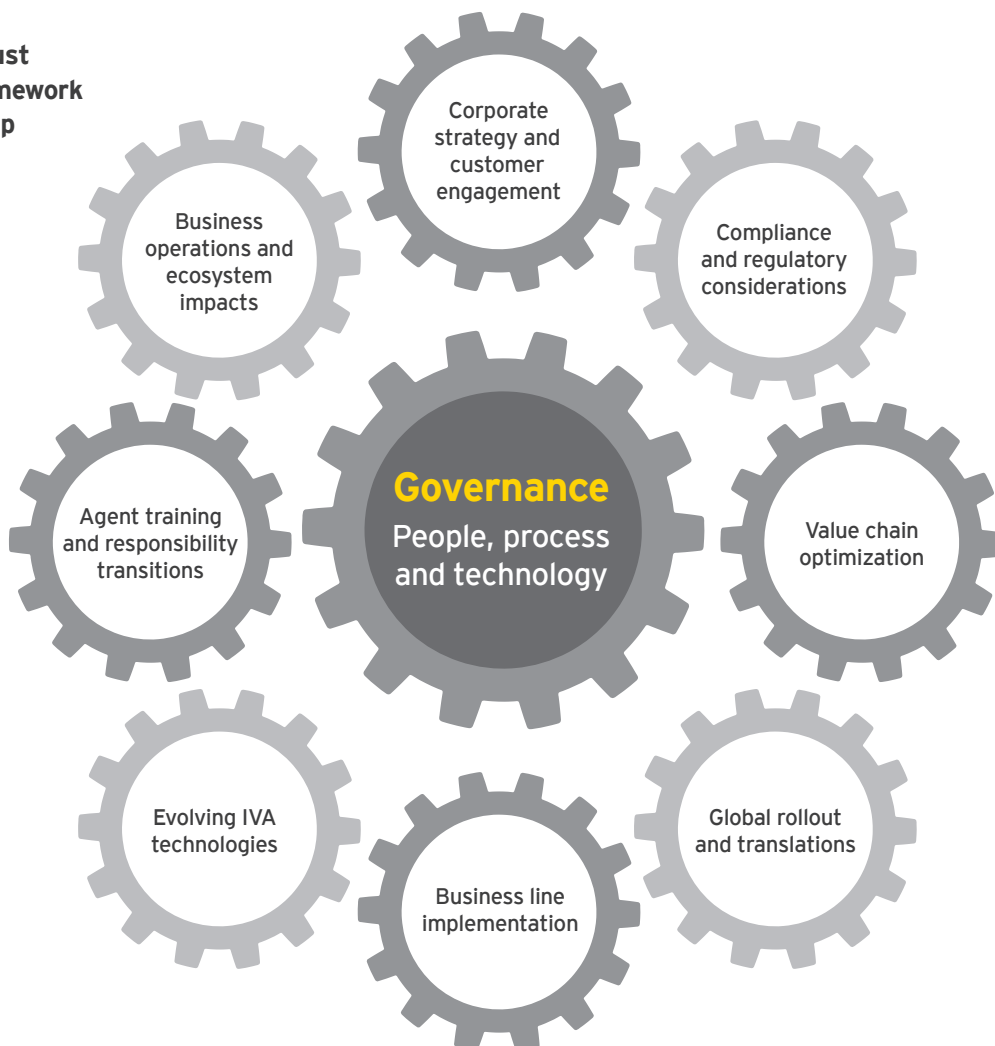 ust
nework
p
Corporate
strategy and
customer
engagement
Business
operations and
ecosystem
impacts
Compliance
and regulatory
considerations
Governance
People, process
and technology
Agent training
and responsibility
transitions
Value chain
optimization
Evolving IVA
technologies
Global rollout
and translations
Business line
implementation